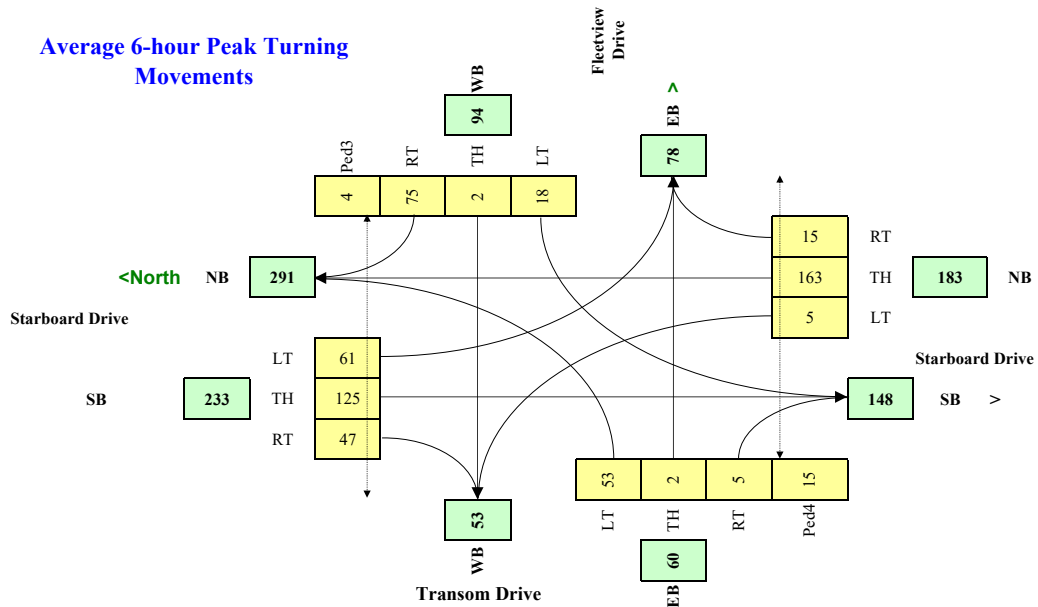 Average 6-hour Peak Turning
Movements
Fleetview
Drive
WB
94
^
EB
78
Ped3
RT
TH
LT
4
75
2
18
15
RT
<North
NB
291
163
TH
183
NB
Starboard Drive
5
LT
LT
61
Starboard Drive
SB
233
TH
125
148
SB
>
RT
47
53
2
5
15
53
LT
TH
RT
Ped4
WB
60
EB
Transom Drive